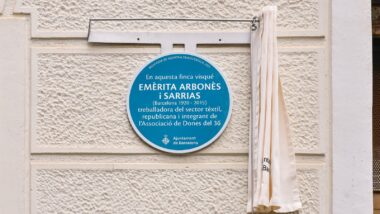 En aquesta finca visqué
EMÈRITA ARBONÈS
i SARRIAS
(Barcelona 1920 - 2015)
treballadora del sector tèxtil,
republicana i integrant de
l'Associació de Dones del 36
Ajuntament
de Barcelona